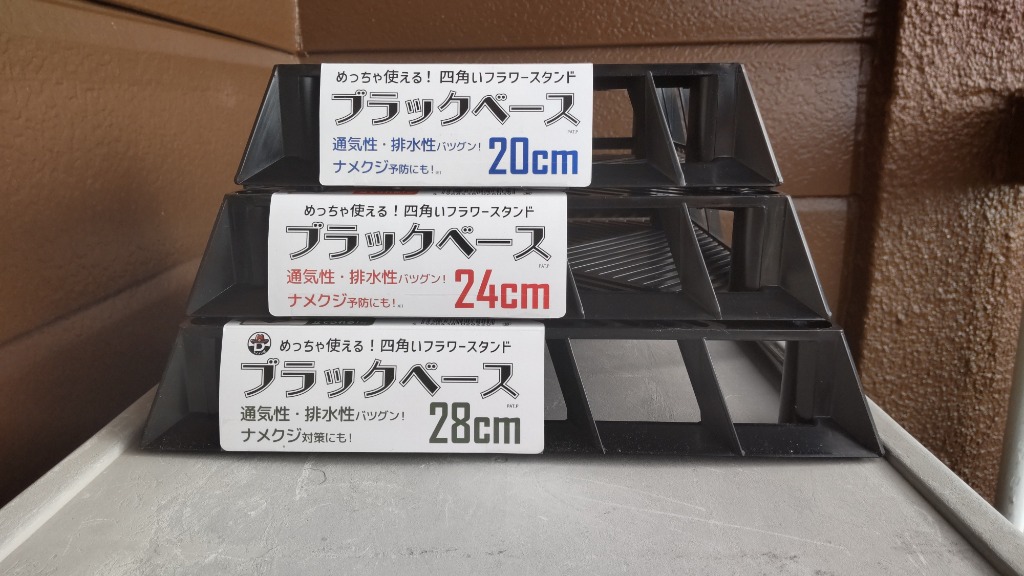 めっちゃ使える！四角いフラワースタンド
ブラックベース
PAT.P
通気性・排水性バツグン！
ナメクジ予防にも！
20cm
めっちゃ使える！四角いフラワースタンド
ブラックベース
PAT.P
通気性・排水性バツグン！
ナメクジ予防にも！
24cm
めっちゃ使える！四角いフラワースタンド
ブラックベース
PAT.P
通気性・排水性バツグン！
ナメクジ対策にも！
28cm